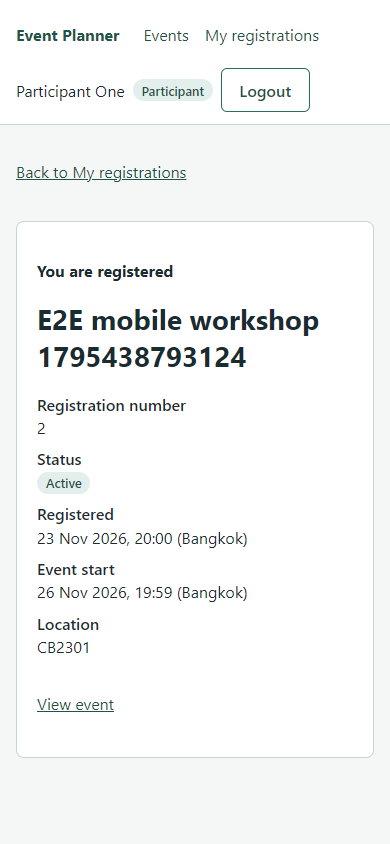 Event Planner Events My registrations
Participant One Participant Logout
Back to My registrations
You are registered
E2E mobile workshop
1795438793124
Registration number
2
Status
Active
Registered
23 Nov 2026, 20:00 (Bangkok)
Event start
26 Nov 2026, 19:59 (Bangkok)
Location
CB2301
View event